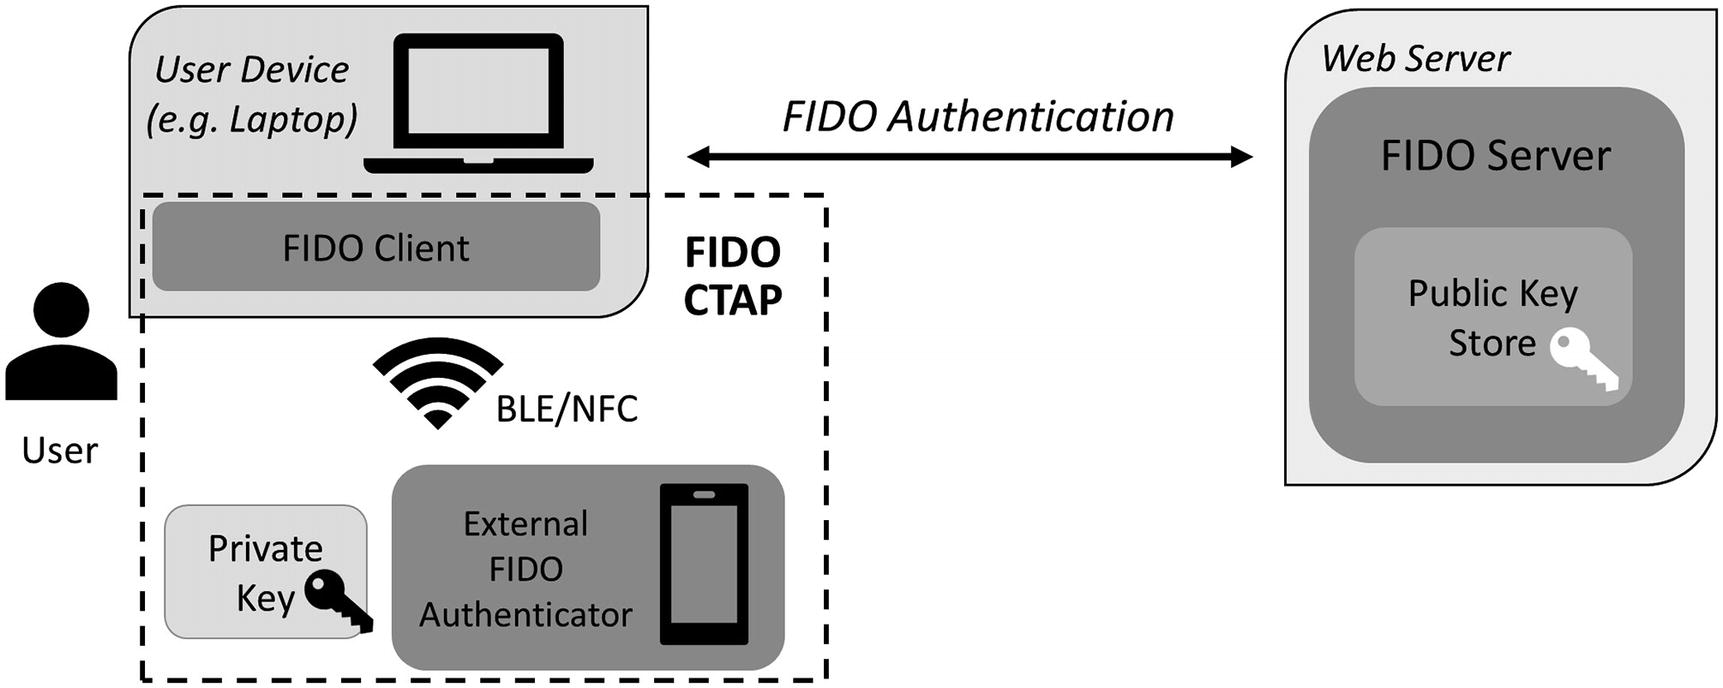 User Device
(e.g. Laptop)
FIDO Client
FIDO
CTAP
User
BLE/NFC
Private
Key
External
FIDO
Authenticator
FIDO Authentication
Web Server
FIDO Server
Public Key
Store